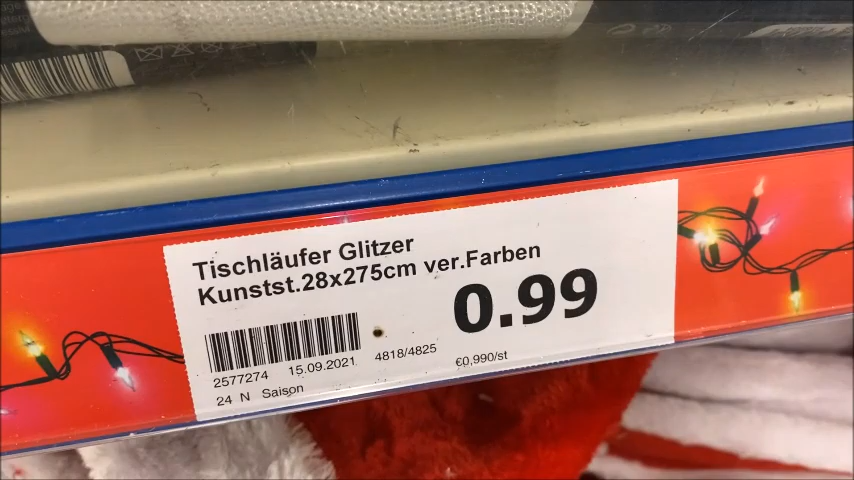 Tischläufer Glitzer
Kunstst.28x275cm ver.Farben
0.99
2577274 15.09.2021 4818/4825
€0,990/st
24 N Saison